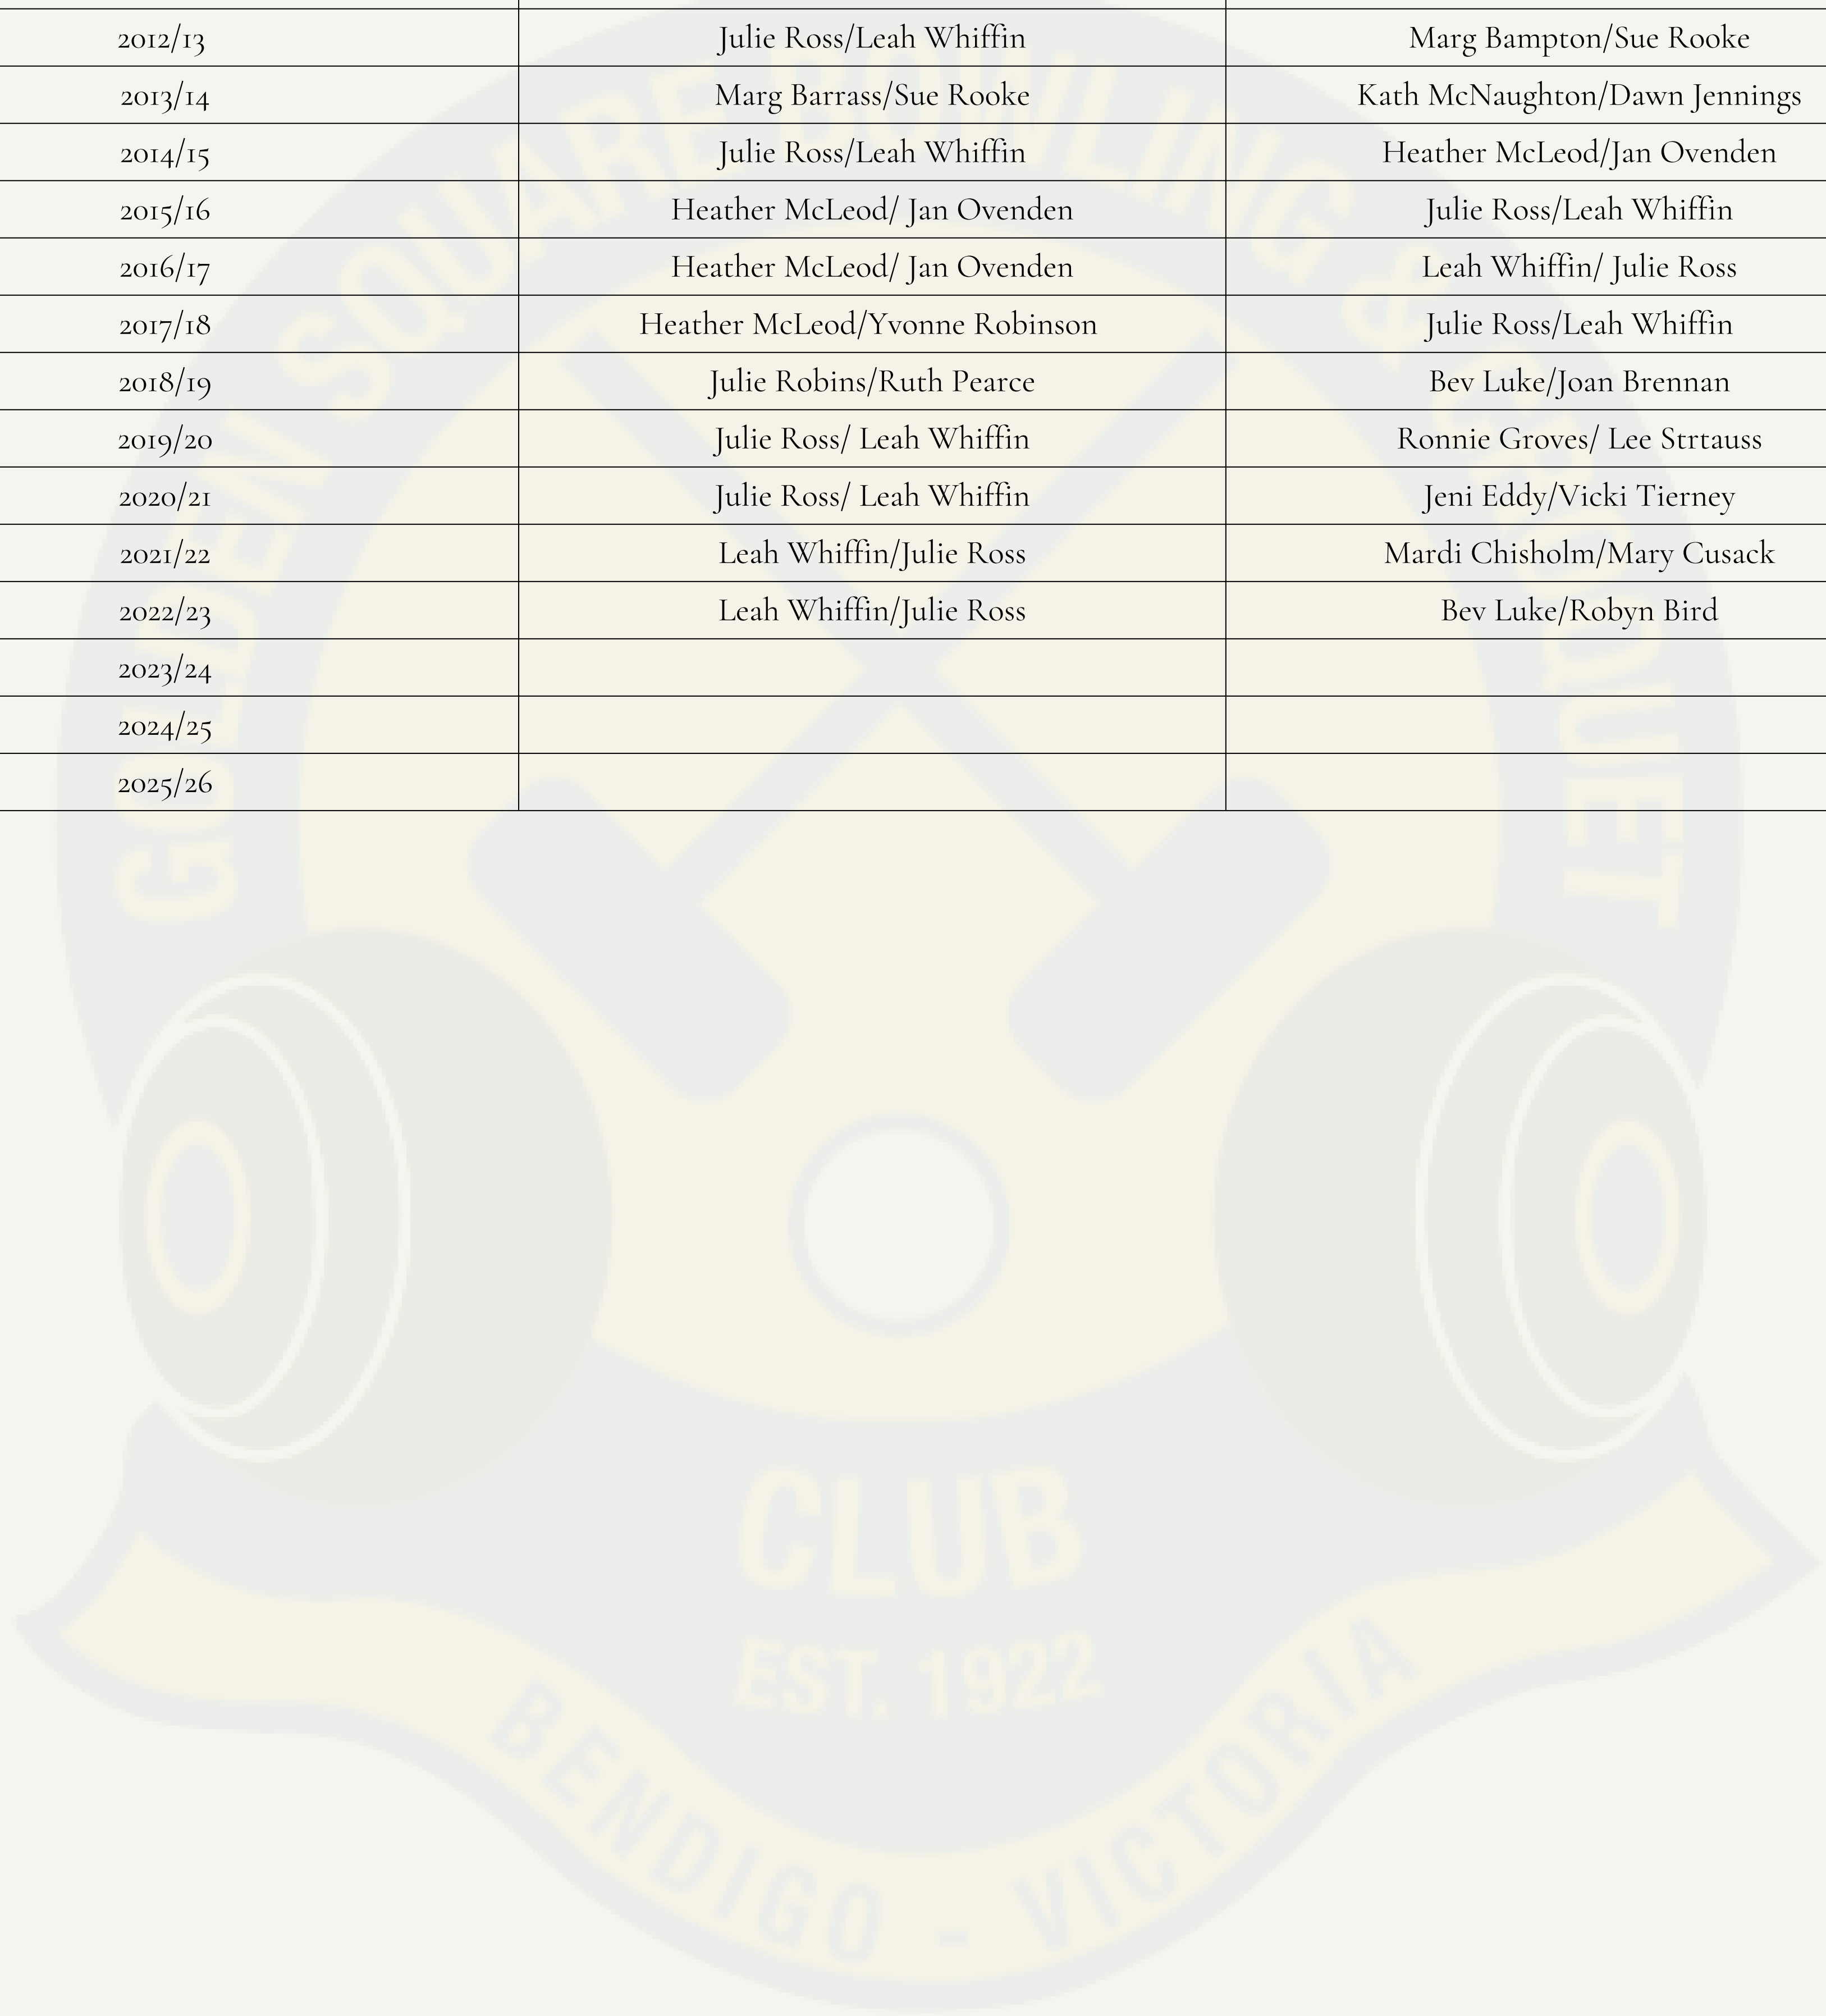 2012/13 Julie Ross/Leah Whiffin Marg Bampton/Sue Rooke
2013/14 Marg Barrass/Sue Rooke Kath McNaughton/Dawn Jennings
2014/15 Julie Ross/Leah Whiffin Heather McLeod/Jan Ovenden
2015/16 Heather McLeod/ Jan Ovenden Julie Ross/Leah Whiffin
2016/17 Heather McLeod/ Jan Ovenden Leah Whiffin/ Julie Ross
2017/18 Heather McLeod/Yvonne Robinson Julie Ross/Leah Whiffin
2018/19 Julie Robins/Ruth Pearce Bev Luke/Joan Brennan
2019/20 Julie Ross/ Leah Whiffin Ronnie Groves/ Lee Strtauss
2020/21 Julie Ross/ Leah Whiffin Jeni Eddy/Vicki Tierney
2021/22 Leah Whiffin/Julie Ross Mardi Chisholm/Mary Cusack
2022/23 Leah Whiffin/Julie Ross Bev Luke/Robyn Bird
2023/24
2024/25
2025/26
GOLDEN SQUARE BOWLING & CROQUET
CLUB
EST. 1922
BENDIGO - VICTORIA